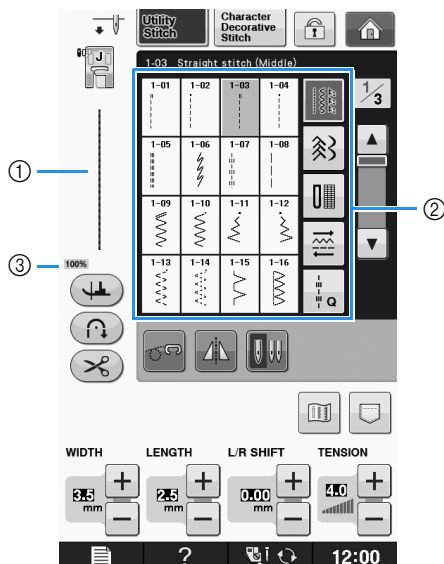 Utility Stitch
Character Decorative Stitch
J
1-03 Straight stitch (Middle)
1-01 1-02 1-03 1-04
1/3
1-05 1-06 1-07 1-08
①
②
1-09 1-10 1-11 1-12
③ 100%
1-13 1-14 1-15 1-16
Q
WIDTH LENGTH L/R SHIFT TENSION
3.5 mm + - 2.5 mm + - 0.00 mm + - 4.0 + -
? 12:00